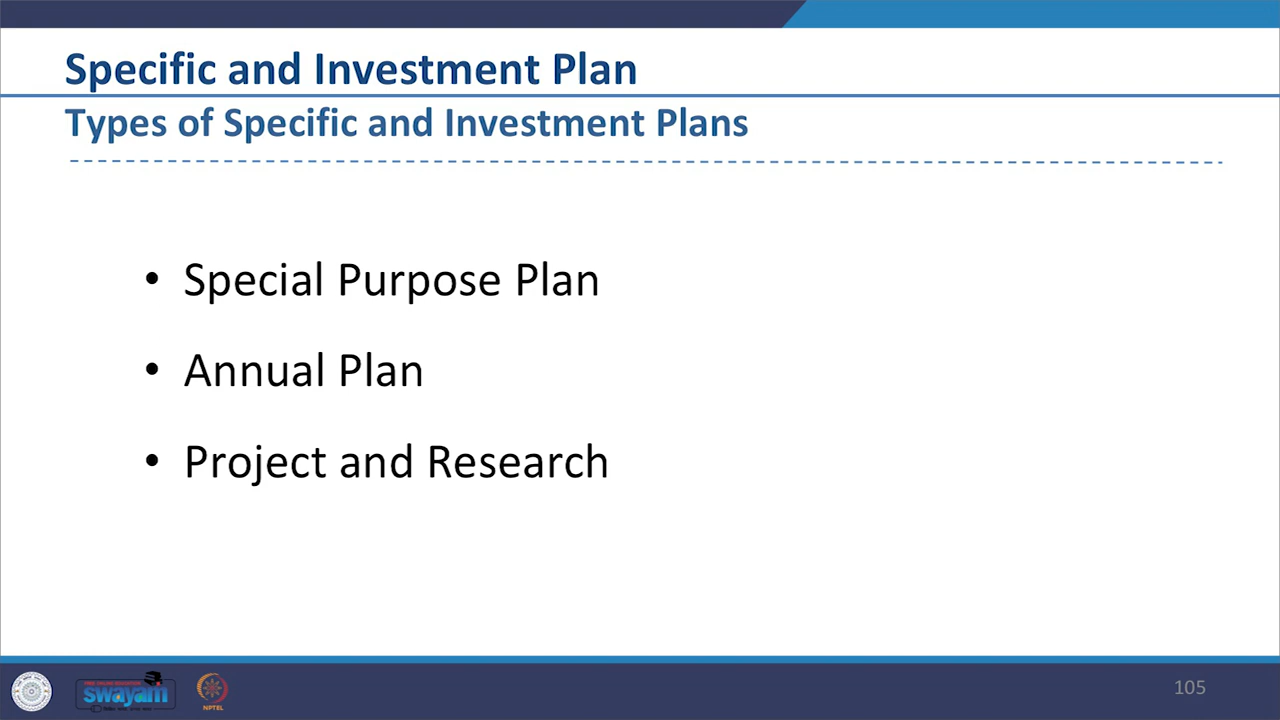 Specific and Investment Plan
Types of Specific and Investment Plans
• Special Purpose Plan
• Annual Plan
• Project and Research
swayam
NPTEL
105